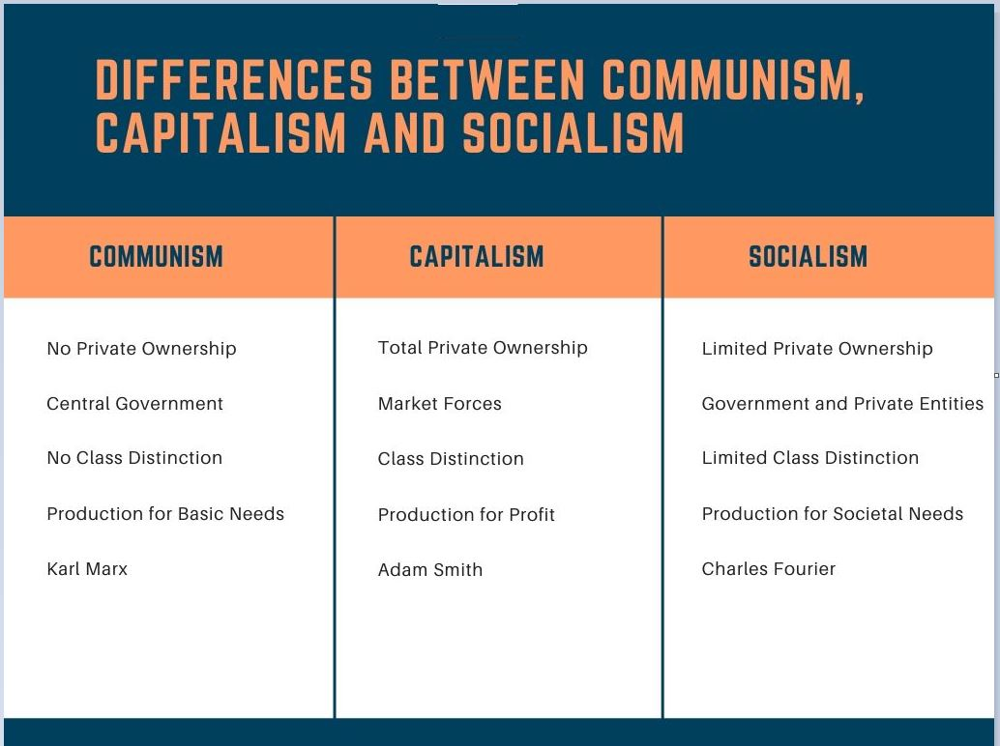 DIFFERENCES BETWEEN COMMUNISM,
CAPITALISM AND SOCIALISM
COMMUNISM
No Private Ownership
Central Government
No Class Distinction
Production for Basic Needs
Karl Marx
CAPITALISM
Total Private Ownership
Market Forces
Class Distinction
Production for Profit
Adam Smith
SOCIALISM
Limited Private Ownership
Government and Private Entities
Limited Class Distinction
Production for Societal Needs
Charles Fourier